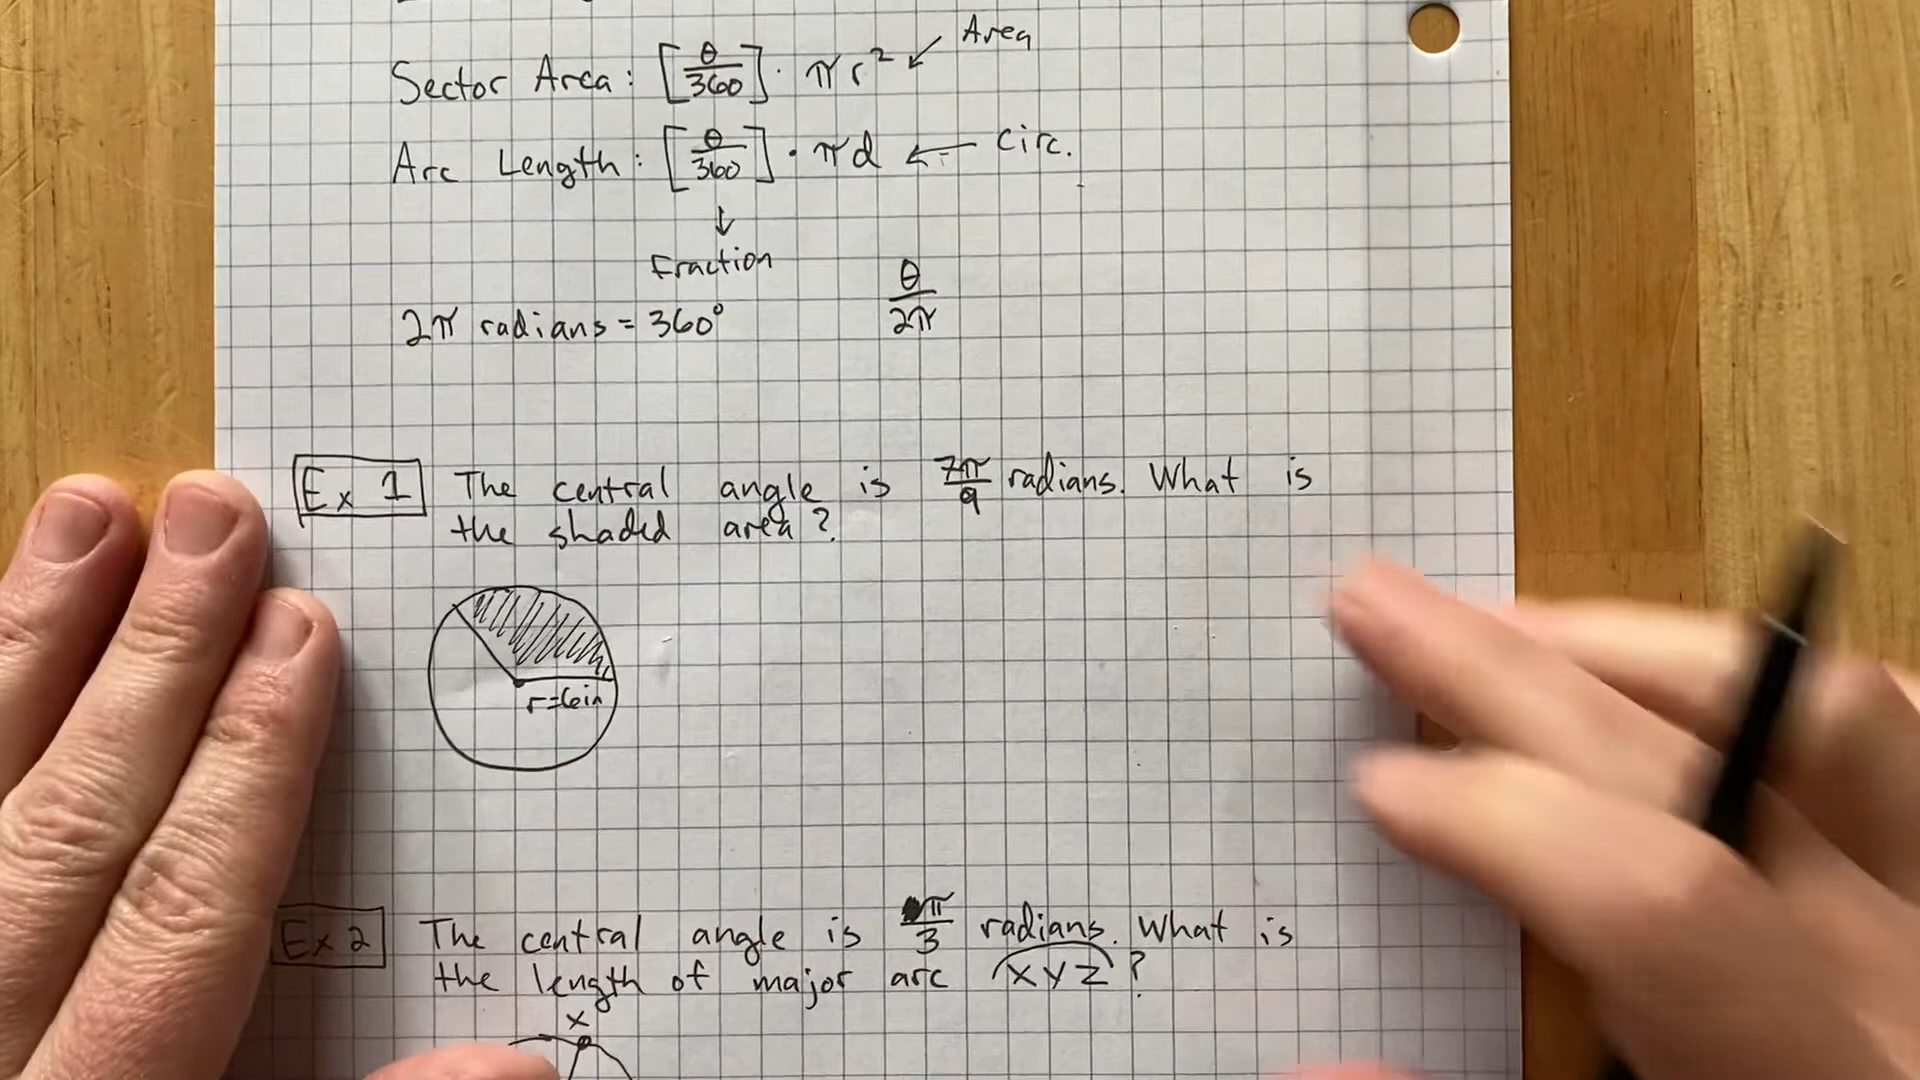 Sector Area: [θ/360] · πr² ↙ Area
Arc Length: [θ/360] · πd ← Circ.
↓
Fraction
2π radians = 360°
θ/2π
Ex 1 The central angle is 7π/9 radians. What is
the shaded area?
r=6in
Ex 2 The central angle is π/3 radians. What is
the length of major arc XYZ?
X